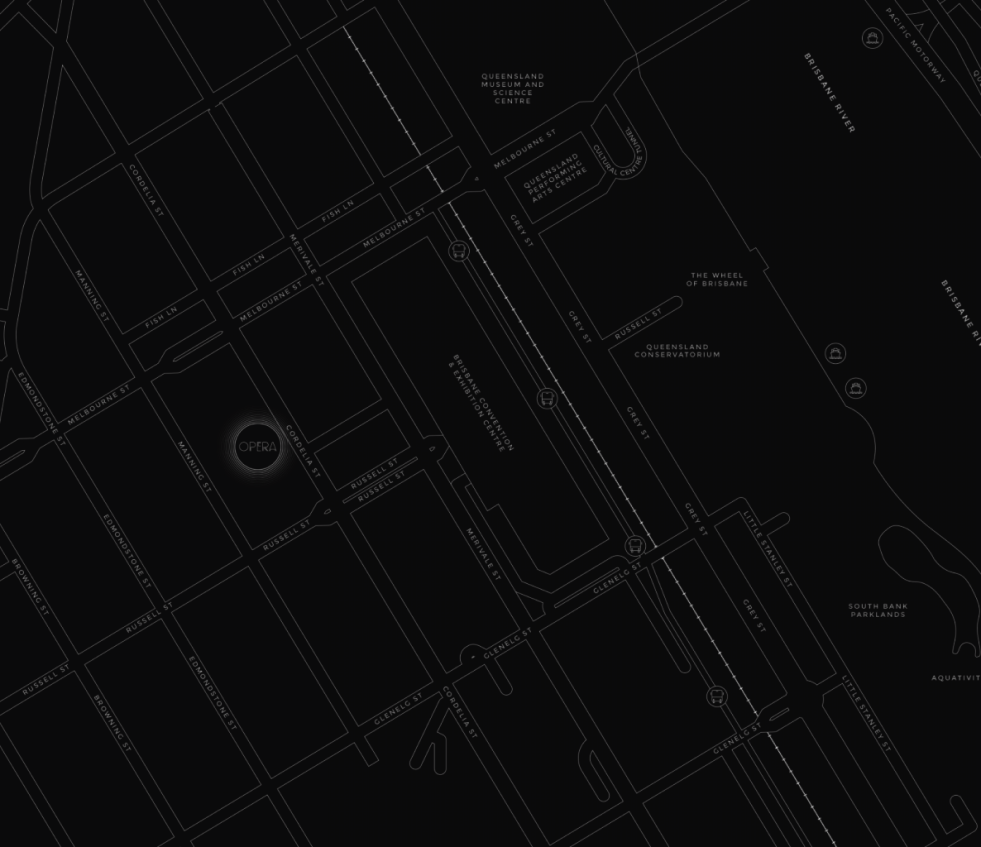 PACIFIC MOTORWAY
BRISBANE RIVER
QUEENSLAND
MUSEUM AND
SCIENCE
CENTRE
MELBOURNE ST
QUEENSLAND
PERFORMING
ARTS CENTRE
CULTURAL CENTRE TUNNEL
CORDELIA ST
FISH LN
MELBOURNE ST
GREY ST
MERIVALE ST
FISH LN
MANNING ST
MELBOURNE ST
FISH LN
THE WHEEL
OF BRISBANE
BRISBANE RI
GREY ST
RUSSELL ST
QUEENSLAND
CONSERVATORIUM
EDMONDSTONE ST
MELBOURNE ST
BRISBANE CONVENTION
& EXHIBITION CENTRE
GREY ST
OPERA
CORDELIA ST
MANNING ST
RUSSELL ST
RUSSELL ST
RUSSELL ST
GREY ST
LITTLE STANLEY ST
EDMONDSTONE ST
MERIVALE ST
GLENELG ST
BROWNING ST
RUSSELL ST
GREY ST
SOUTH BANK
PARKLANDS
GLENELG ST
RUSSELL ST
EDMONDSTONE ST
AQUATIVIT
BROWNING ST
GLENELG ST
CORDELIA ST
LITTLE STANLEY ST
GLENELG ST